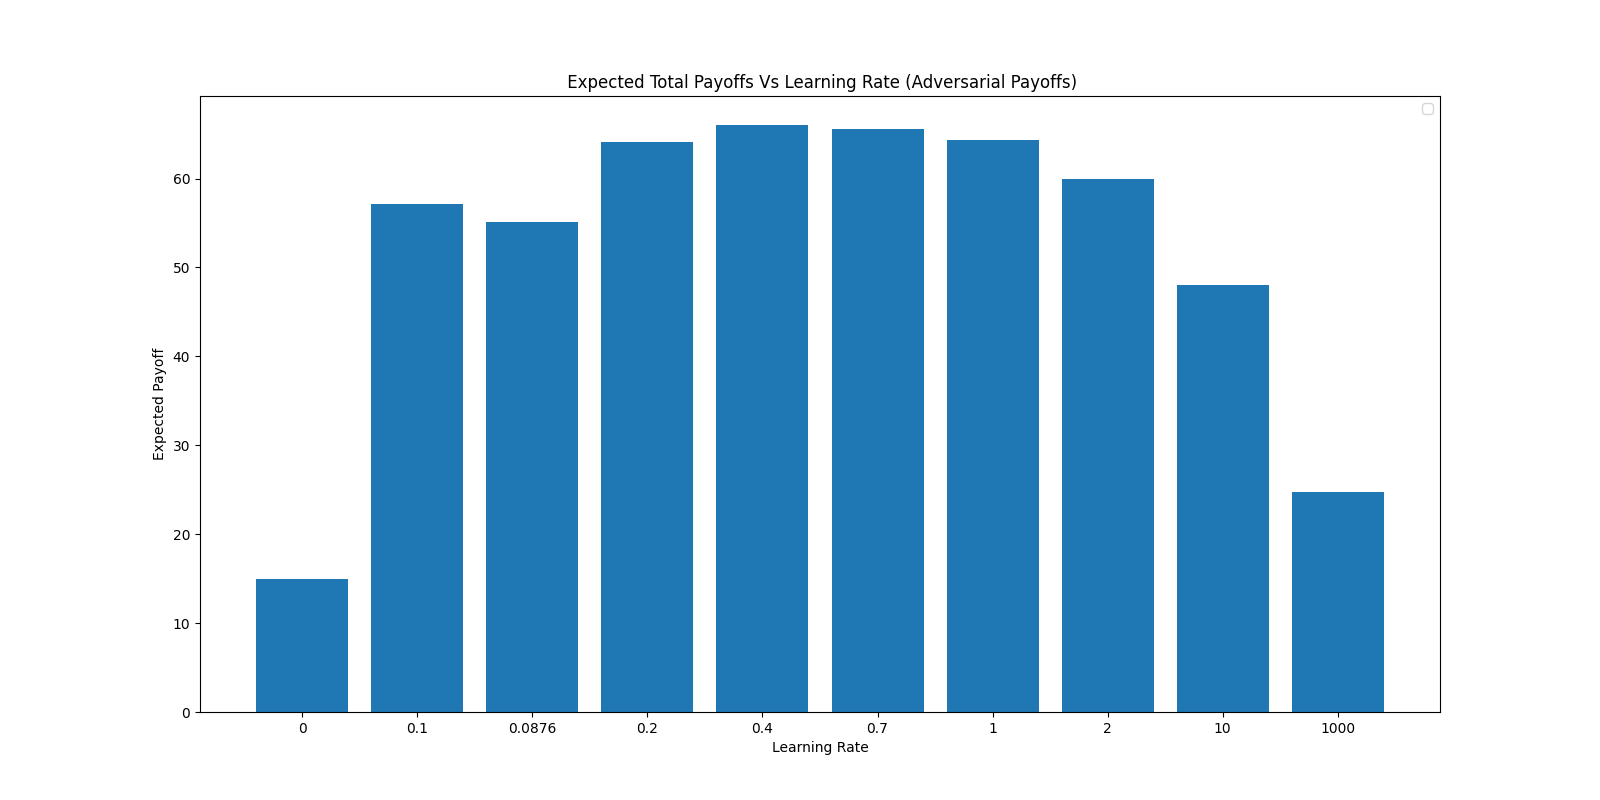 Expected Total Payoffs Vs Learning Rate (Adversarial Payoffs)
Expected Payoff
60
50
40
30
20
10
0
0 0.1 0.0876 0.2 0.4 0.7 1 2 10 1000
Learning Rate